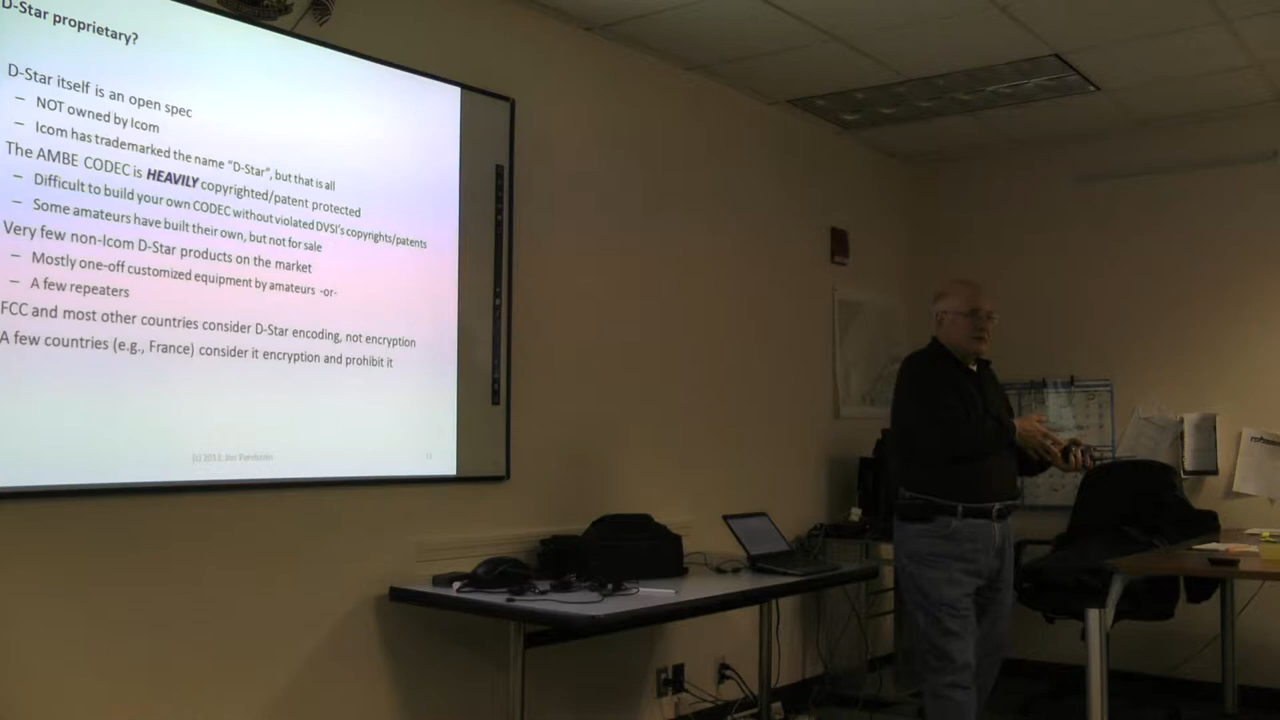 D-Star proprietary?
D-Star itself is an open spec
– NOT owned by Icom
– Icom has trademarked the name "D-Star", but that is all
The AMBE CODEC is HEAVILY copyrighted/patent protected
– Difficult to build your own CODEC without violated DVSI's copyrights/patents
– Some amateurs have built their own, but not for sale
Very few non-Icom D-Star products on the market
– Mostly one-off customized equipment by amateurs -or-
– A few repeaters
FCC and most other countries consider D-Star encoding, not encryption
A few countries (e.g., France) consider it encryption and prohibit it